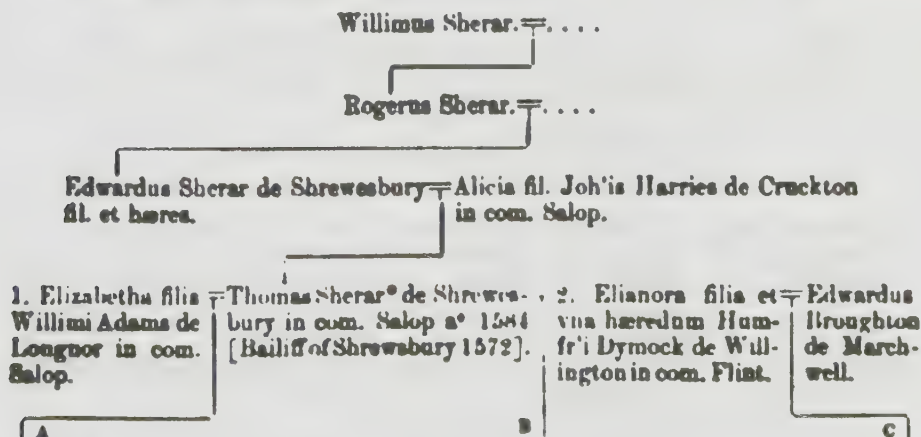 Willimus Sherar.=....
Rogerus Sherar.=....
Edwardus Sherar de Shrewesbury=Alicia fil. Joh'is Harries de Cruckton
fil. et hæres. in com. Salop.
1. Elizabetha filia
Willimi Adams de
Longnor in com.
Salop.
=Thomas Sherar* de Shrewes-
bury in com. Salop aº 1584
[Bailiff of Shrewsbury 1572].
2. Elianora filia et
vna hæredum Hum-
fr'i Dymock de Will-
ington in com. Flint.
=Edwardus
Broughton
de March-
well.
A B C